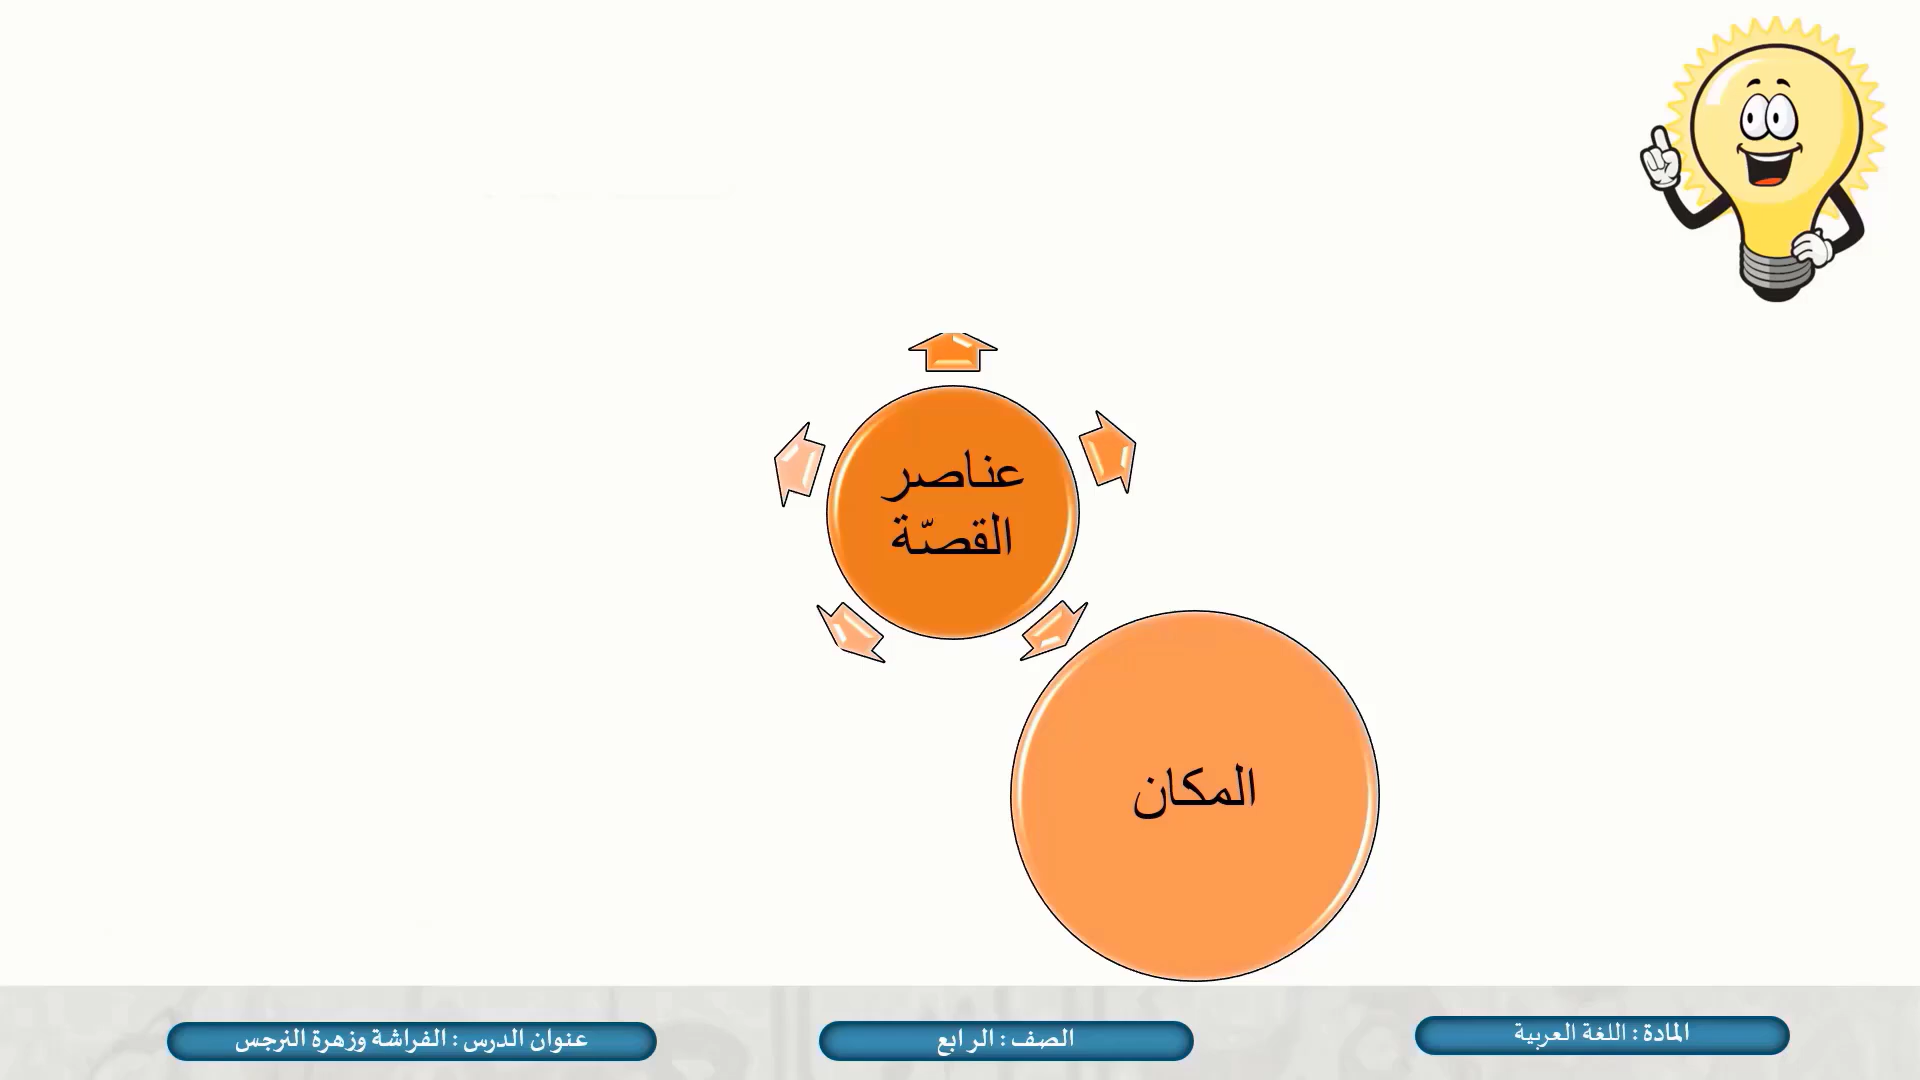 عناصر
القصّة
المكان
المادة : اللغة العربية
الصف : الرابع
عنوان الدرس : الفراشة وزهرة النرجس